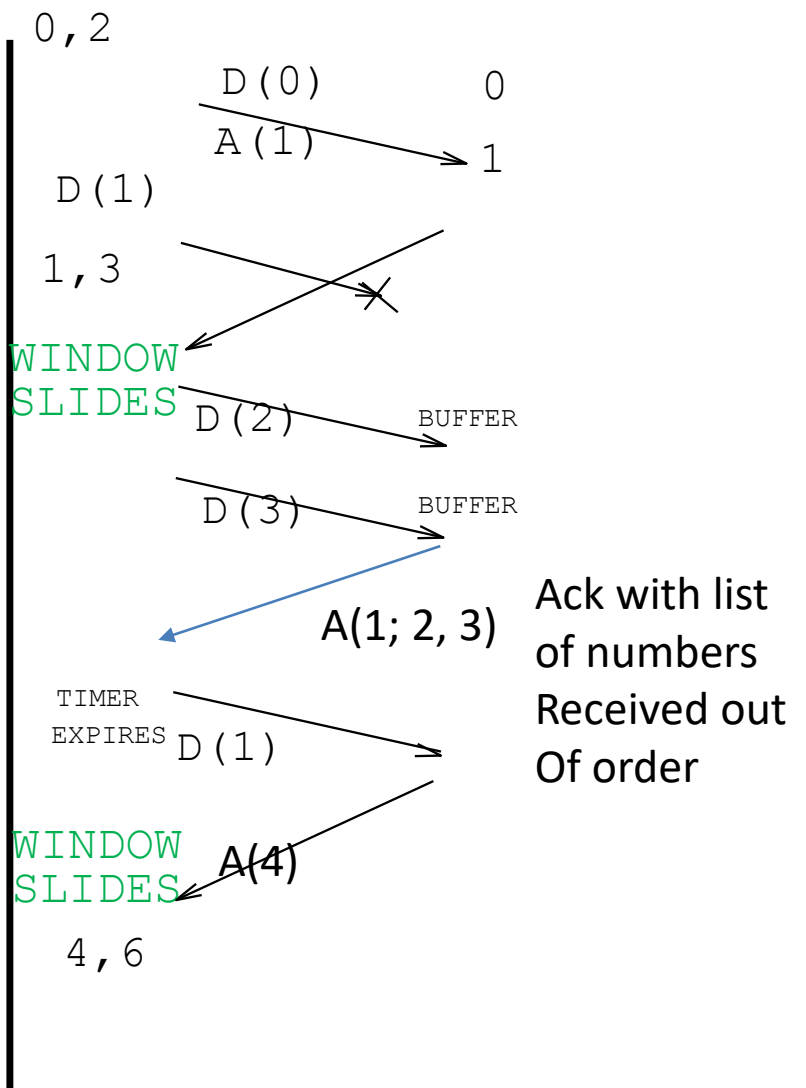 0,2
D(0)
0
A(1)
1
D(1)
1,3
WINDOW
SLIDES
D(2)
BUFFER
D(3)
BUFFER
A(1; 2, 3)
Ack with list
of numbers
Received out
Of order
TIMER
EXPIRES
D(1)
WINDOW
SLIDES
A(4)
4,6